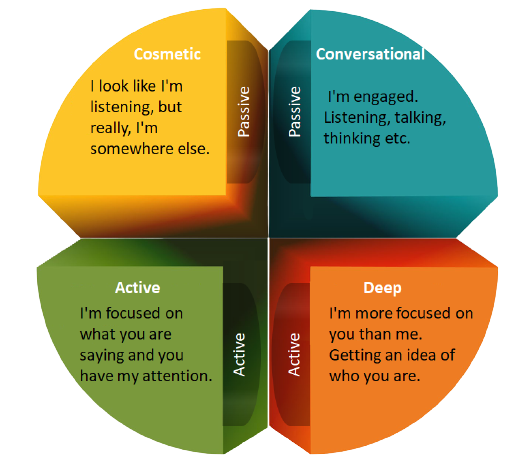 Cosmetic
I look like I'm
listening, but
really, I'm
somewhere else.
Passive
Passive
Conversational
I'm engaged.
Listening, talking,
thinking etc.
Active
I'm focused on
what you are
saying and you
have my attention.
Active
Active
Deep
I'm more focused on
you than me.
Getting an idea of
who you are.